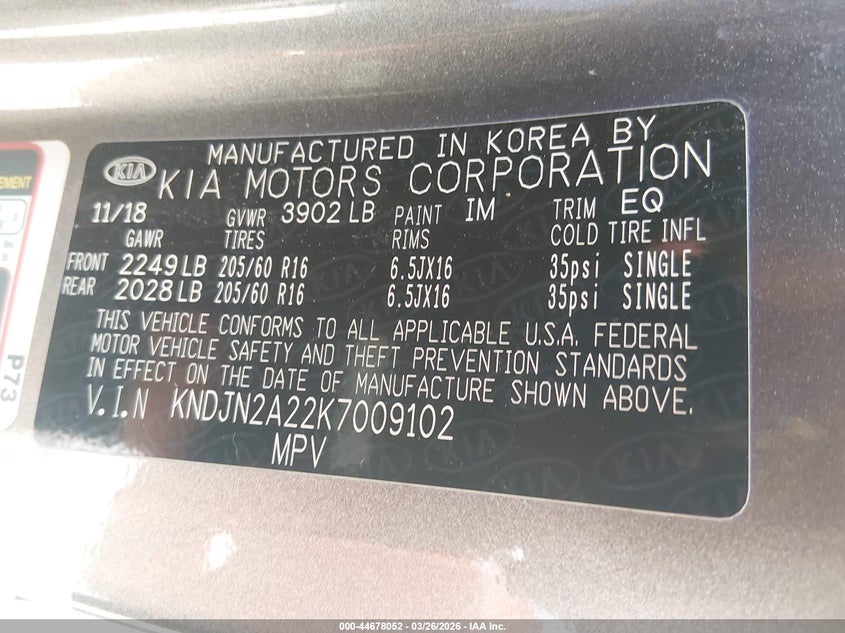 MANUFACTURED IN KOREA BY
KIA KIA MOTORS CORPORATION
11/18 GVWR 3902 LB PAINT IM TRIM EQ
GAWR TIRES RIMS COLD TIRE INFL
FRONT 2249 LB 205/60 R16 6.5JX16 35psi SINGLE
REAR 2028 LB 205/60 R16 6.5JX16 35psi SINGLE
THIS VEHICLE CONFORMS TO ALL APPLICABLE U.S.A. FEDERAL
MOTOR VEHICLE SAFETY AND THEFT PREVENTION STANDARDS
IN EFFECT ON THE DATE OF MANUFACTURE SHOWN ABOVE.
V.I.N KNDJN2A22K7009102
MPV
P73
000-44678052 | 03/26/2026 | IAA Inc.